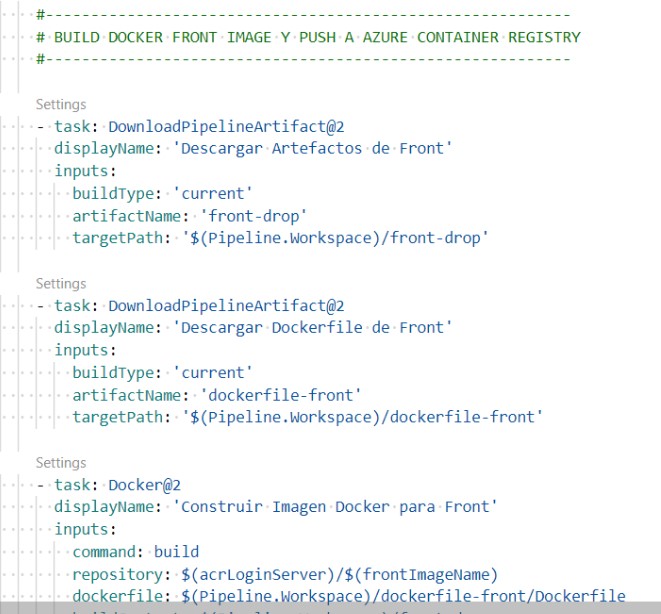 #----------------------------------------------------------
# BUILD DOCKER FRONT IMAGE Y PUSH A AZURE CONTAINER REGISTRY
#----------------------------------------------------------
Settings
- task: DownloadPipelineArtifact@2
displayName: 'Descargar Artefactos de Front'
inputs:
buildType: 'current'
artifactName: 'front-drop'
targetPath: '$(Pipeline.Workspace)/front-drop'
Settings
- task: DownloadPipelineArtifact@2
displayName: 'Descargar Dockerfile de Front'
inputs:
buildType: 'current'
artifactName: 'dockerfile-front'
targetPath: '$(Pipeline.Workspace)/dockerfile-front'
Settings
- task: Docker@2
displayName: 'Construir Imagen Docker para Front'
inputs:
command: build
repository: $(acrLoginServer)/$(frontImageName)
dockerfile: $(Pipeline.Workspace)/dockerfile-front/Dockerfile